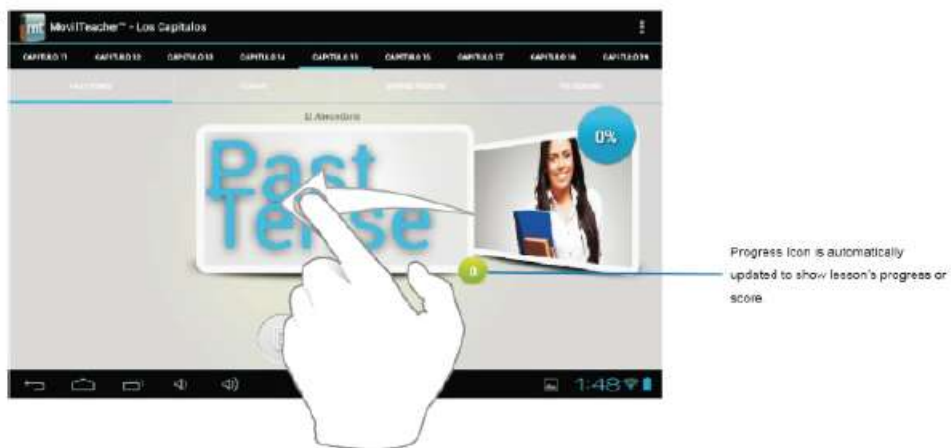 MovilTeacher™ - Los Capitulos
CAPITULO 11 CAPITULO 12 CAPITULO 13 CAPITULO 14 CAPITULO 15 CAPITULO 16 CAPITULO 17 CAPITULO 18 CAPITULO 19
El Abecedario
Past
Tense
0%
0
Progress Icon is automatically
updated to show lesson's progress or
score
1:48